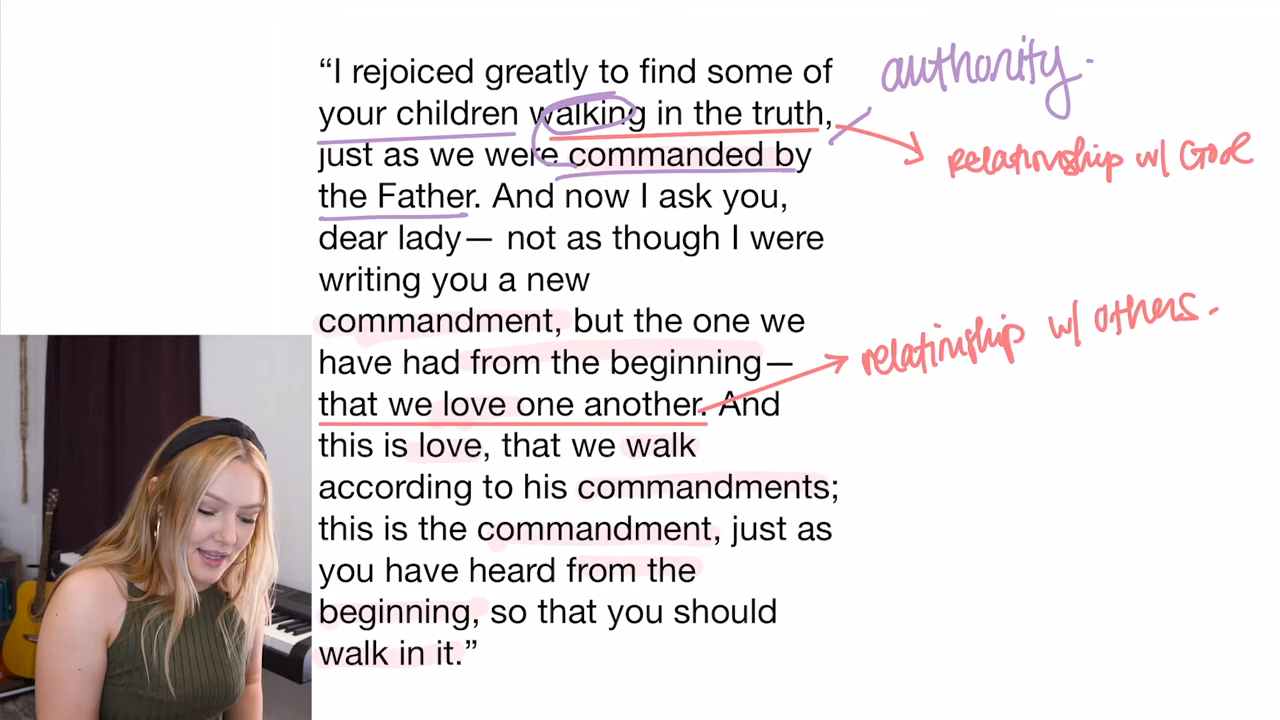 “I rejoiced greatly to find some of
your children walking in the truth,
just as we were commanded by
the Father. And now I ask you,
dear lady— not as though I were
writing you a new
commandment, but the one we
have had from the beginning—
that we love one another. And
this is love, that we walk
according to his commandments;
this is the commandment, just as
you have heard from the
beginning, so that you should
walk in it.”
authority.
relationship w/ God
relatinship w/ others.